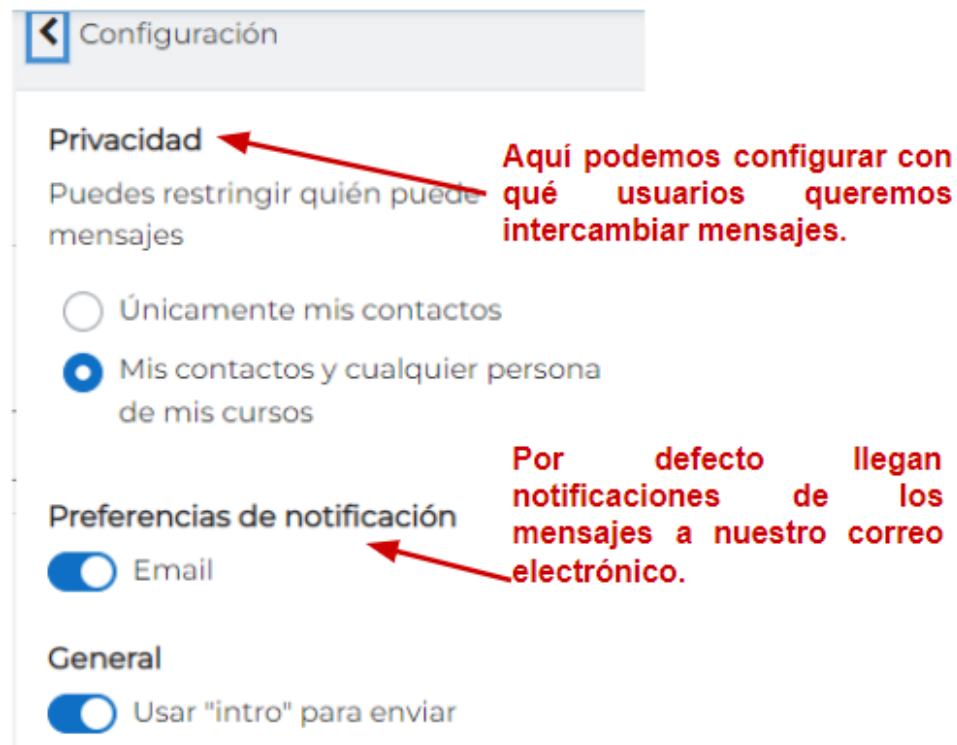 Configuración
Privacidad
Puedes restringir quién puede
mensajes
Aquí podemos configurar con
qué usuarios queremos
intercambiar mensajes.
Únicamente mis contactos
Mis contactos y cualquier persona
de mis cursos
Por defecto llegan
notificaciones de los
mensajes a nuestro correo
electrónico.
Preferencias de notificación
Email
General
Usar "intro" para enviar